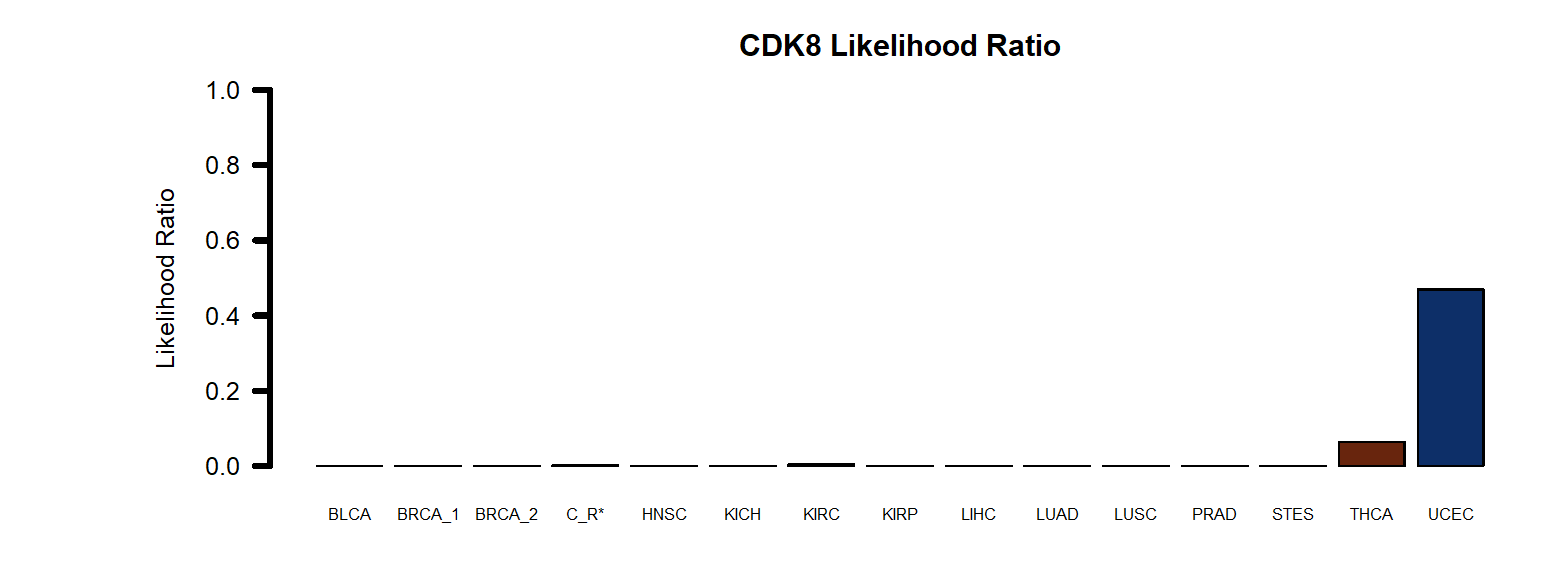 CDK8 Likelihood Ratio
Likelihood Ratio
1.0
0.8
0.6
0.4
0.2
0.0
BLCA BRCA_1 BRCA_2 C_R* HNSC KICH KIRC KIRP LIHC LUAD LUSC PRAD STES THCA UCEC